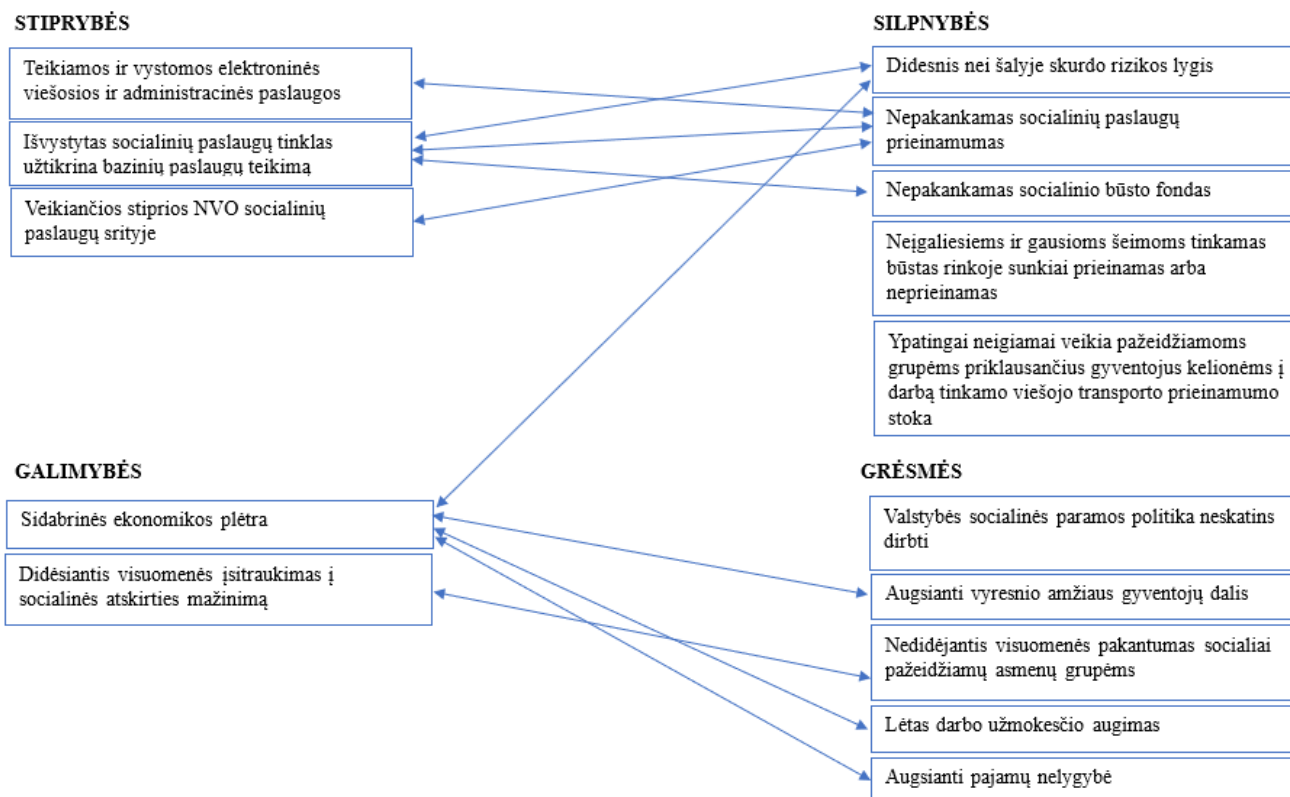 STIPRYBĖS
Teikiamos ir vystomos elektroninės
viešosios ir administracinės paslaugos
Išvystytas socialinių paslaugų tinklas
užtikrina bazinių paslaugų teikimą
Veikiančios stiprios NVO socialinių
paslaugų srityje
SILPNYBĖS
Didesnis nei šalyje skurdo rizikos lygis
Nepakankamas socialinių paslaugų
prieinamumas
Nepakankamas socialinio būsto fondas
Neįgaliesiems ir gausioms šeimoms tinkamas
būstas rinkoje sunkiai prieinamas arba
neprieinamas
Ypatingai neigiamai veikia pažeidžiamoms
grupėms priklausančius gyventojus kelionėms į
darbą tinkamo viešojo transporto prieinamumo
stoka
GALIMYBĖS
Sidabrinės ekonomikos plėtra
Didėsiantis visuomenės įsitraukimas į
socialinės atskirties mažinimą
GRĖSMĖS
Valstybės socialinės paramos politika neskatins
dirbti
Augsianti vyresnio amžiaus gyventojų dalis
Nedidėjantis visuomenės pakantumas socialiai
pažeidžiamų asmenų grupėms
Lėtas darbo užmokesčio augimas
Augsianti pajamų nelygybė